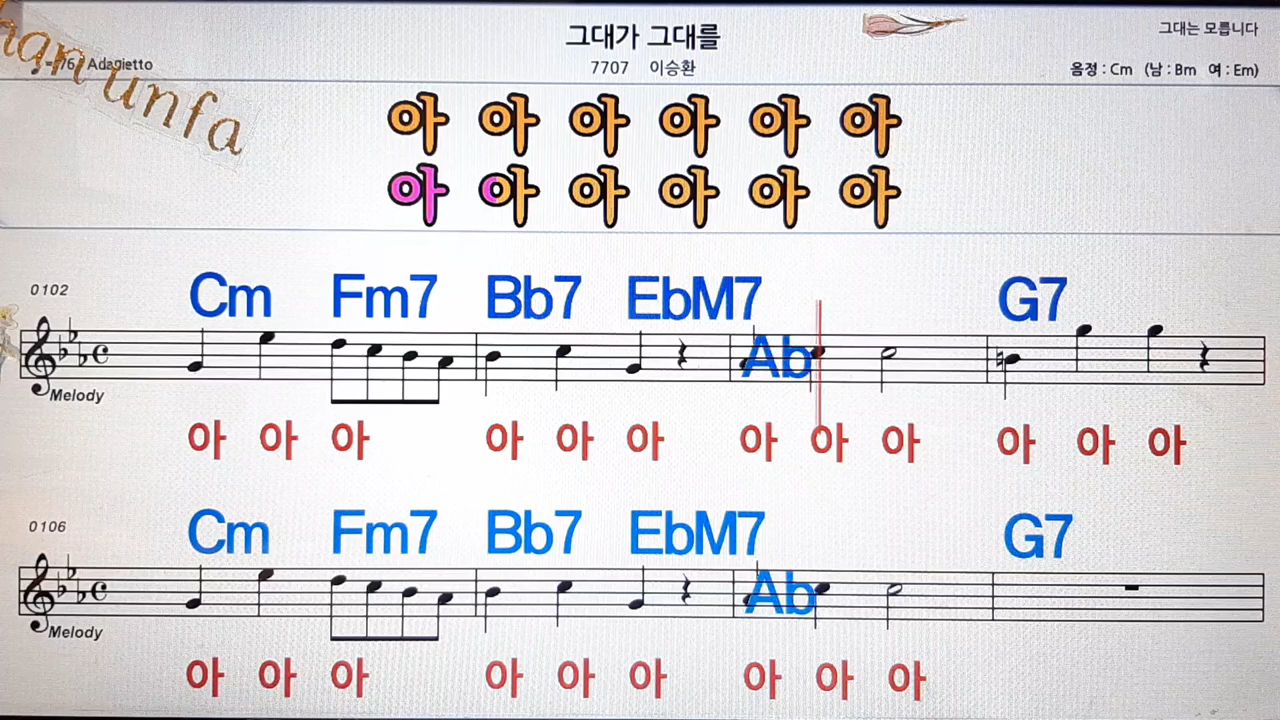 그대가 그대를
그대는 모릅니다
han unfa
76 Adagietto
7707 이승환
음정 : Cm (남 : Bm 여 : Em)
아 아 아 아 아 아
아 아 아 아 아 아
0102
Cm Fm7 Bb7 EbM7 Ab G7
Melody
아 아 아 아 아 아 아 아 아 아 아 아
0106
Cm Fm7 Bb7 EbM7 Ab G7
Melody
아 아 아 아 아 아 아 아 아